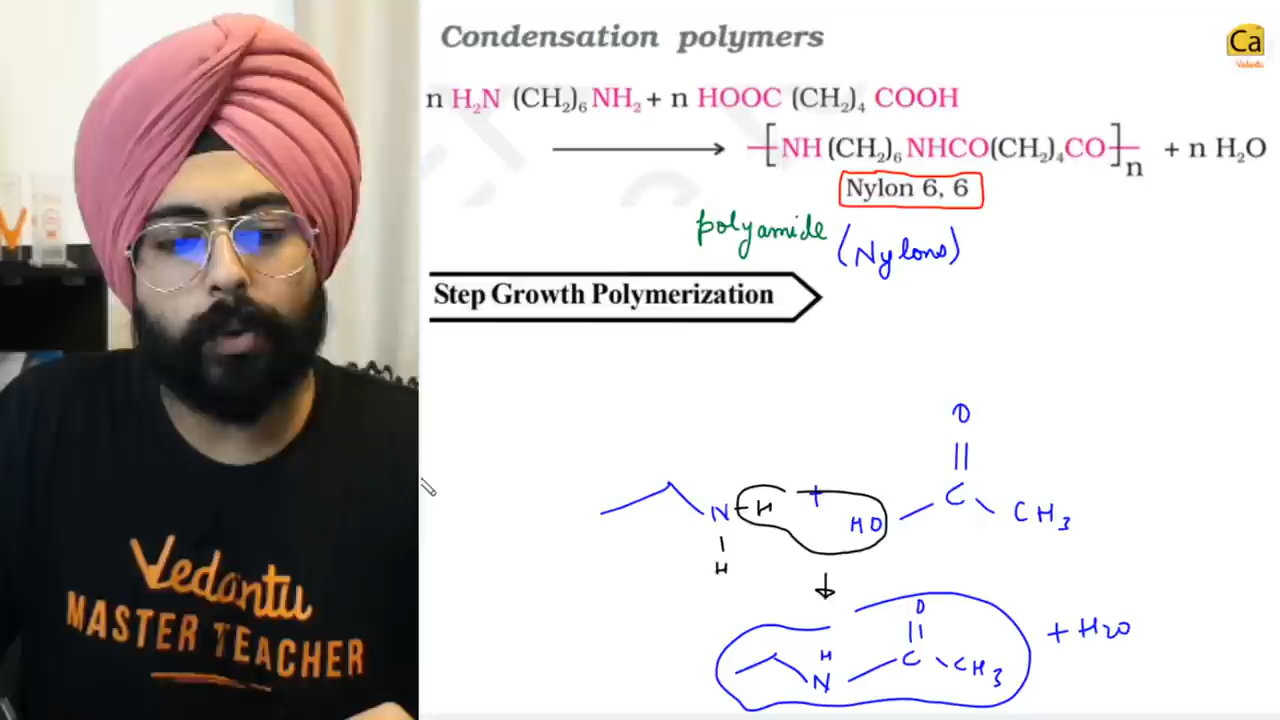 Condensation polymers
Ca
Vedantu
n H₂N (CH₂)₆ NH₂ + n HOOC (CH₂)₄ COOH
⟶ –[NH (CH₂)₆ NHCO(CH₂)₄CO]–n + n H₂O
Nylon 6, 6
polyamide (Nylons)
Step Growth Polymerization
O
||
C
N–H + HO CH₃
|
H
↓
O
||
H
N C CH₃ + H₂O
Vedantu
MASTER TEACHER